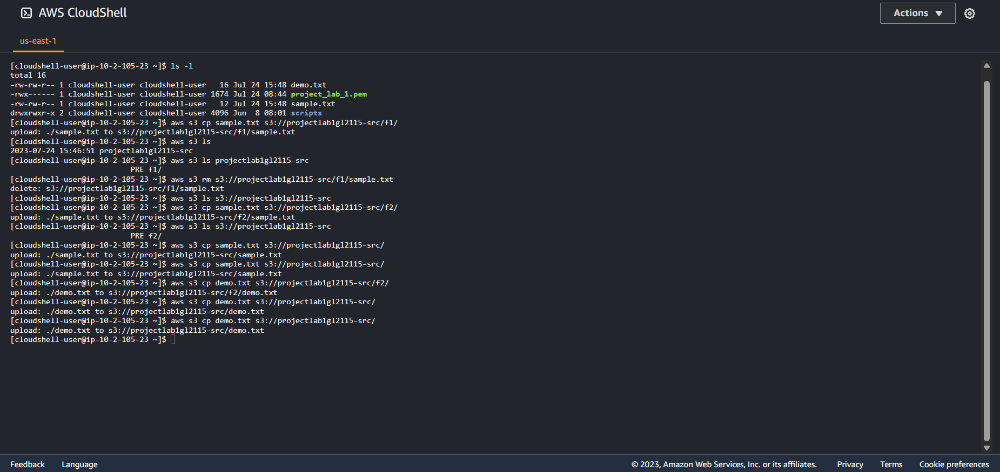 AWS CloudShell
Actions ▼
us-east-1
[cloudshell-user@ip-10-2-105-23 ~]$ ls -l
total 16
-rw-rw-r-- 1 cloudshell-user cloudshell-user   16 Jul 24 15:48 demo.txt
-rwx------ 1 cloudshell-user cloudshell-user 1674 Jul 24 08:44 project_lab_1.pem
-rw-rw-r-- 1 cloudshell-user cloudshell-user   12 Jul 24 15:48 sample.txt
drwxrwxr-x 2 cloudshell-user cloudshell-user 4096 Jun  8 08:01 scripts
[cloudshell-user@ip-10-2-105-23 ~]$ aws s3 cp sample.txt s3://projectlab1gl2115-src/f1/
upload: ./sample.txt to s3://projectlab1gl2115-src/f1/sample.txt
[cloudshell-user@ip-10-2-105-23 ~]$ aws s3 ls
2023-07-24 15:46:51 projectlab1gl2115-src
[cloudshell-user@ip-10-2-105-23 ~]$ aws s3 ls projectlab1gl2115-src
                           PRE f1/
[cloudshell-user@ip-10-2-105-23 ~]$ aws s3 rm s3://projectlab1gl2115-src/f1/sample.txt
delete: s3://projectlab1gl2115-src/f1/sample.txt
[cloudshell-user@ip-10-2-105-23 ~]$ aws s3 ls s3://projectlab1gl2115-src
[cloudshell-user@ip-10-2-105-23 ~]$ aws s3 cp sample.txt s3://projectlab1gl2115-src/f2/
upload: ./sample.txt to s3://projectlab1gl2115-src/f2/sample.txt
[cloudshell-user@ip-10-2-105-23 ~]$ aws s3 ls s3://projectlab1gl2115-src
                           PRE f2/
[cloudshell-user@ip-10-2-105-23 ~]$ aws s3 cp sample.txt s3://projectlab1gl2115-src/
upload: ./sample.txt to s3://projectlab1gl2115-src/sample.txt
[cloudshell-user@ip-10-2-105-23 ~]$ aws s3 cp sample.txt s3://projectlab1gl2115-src/
upload: ./sample.txt to s3://projectlab1gl2115-src/sample.txt
[cloudshell-user@ip-10-2-105-23 ~]$ aws s3 cp demo.txt s3://projectlab1gl2115-src/f2/
upload: ./demo.txt to s3://projectlab1gl2115-src/f2/demo.txt
[cloudshell-user@ip-10-2-105-23 ~]$ aws s3 cp demo.txt s3://projectlab1gl2115-src/
upload: ./demo.txt to s3://projectlab1gl2115-src/demo.txt
[cloudshell-user@ip-10-2-105-23 ~]$ aws s3 cp demo.txt s3://projectlab1gl2115-src/
upload: ./demo.txt to s3://projectlab1gl2115-src/demo.txt
[cloudshell-user@ip-10-2-105-23 ~]$
Feedback Language © 2023, Amazon Web Services, Inc. or its affiliates. Privacy Terms Cookie preferences